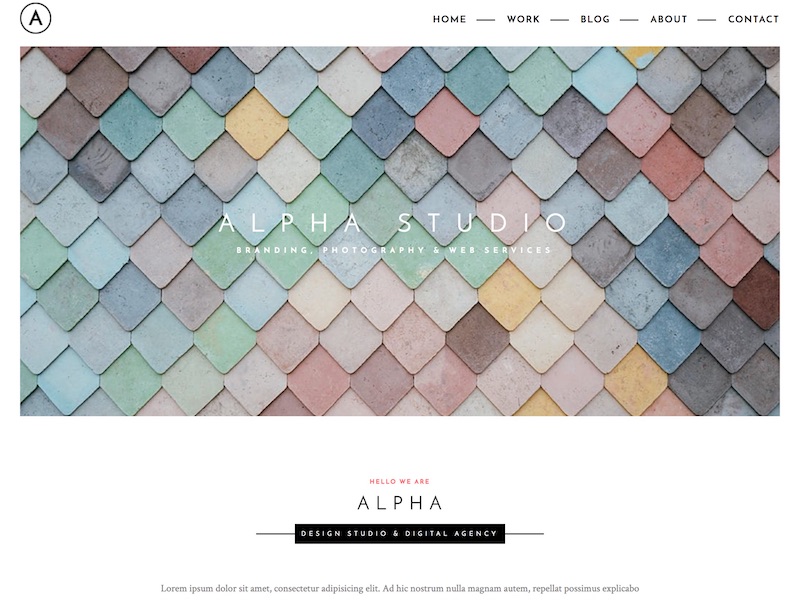 A
HOME WORK BLOG ABOUT CONTACT
ALPHA STUDIO
BRANDING, PHOTOGRAPHY & WEB SERVICES
HELLO WE ARE
ALPHA
DESIGN STUDIO & DIGITAL AGENCY
Lorem ipsum dolor sit amet, consectetur adipisicing elit. Ad hic nostrum nulla magnam autem, repellat possimus explicabo